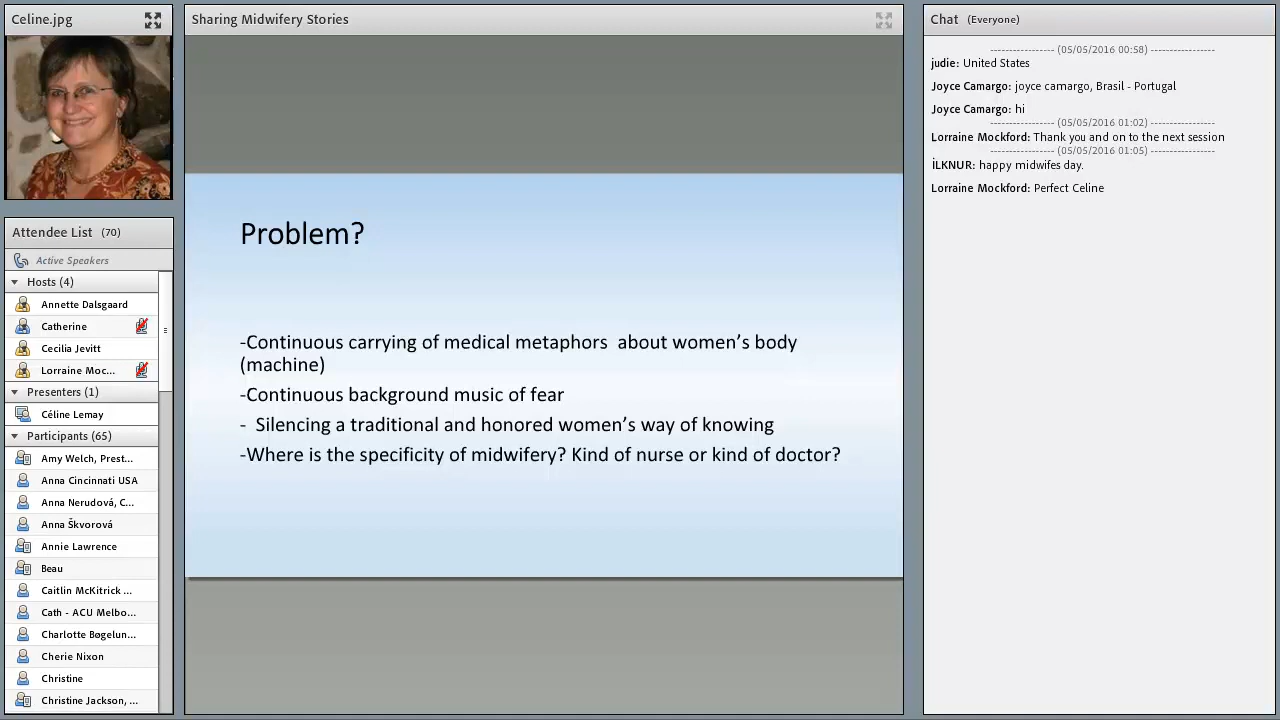 Celine.jpg
Attendee List (70)
Active Speakers
Hosts (4)
Annette Dalsgaard
Catherine
Cecilia Jevitt
Lorraine Moc...
Presenters (1)
Céline Lemay
Participants (65)
Amy Welch, Prest...
Anna Cincinnati USA
Anna Nerudová, C...
Anna Škvorová
Annie Lawrence
Beau
Caitlin McKitrick ...
Cath - ACU Melbo...
Charlotte Bøgelun...
Cherie Nixon
Christine
Christine Jackson, ...
Sharing Midwifery Stories
Problem?
-Continuous carrying of medical metaphors  about women’s body
(machine)
-Continuous background music of fear
-  Silencing a traditional and honored women’s way of knowing
-Where is the specificity of midwifery? Kind of nurse or kind of doctor?
Chat (Everyone)
----------------- (05/05/2016 00:58) -----------------
judie: United States
Joyce Camargo: joyce camargo, Brasil - Portugal
Joyce Camargo: hi
----------------- (05/05/2016 01:02) -----------------
Lorraine Mockford: Thank you and on to the next session
----------------- (05/05/2016 01:05) -----------------
İLKNUR: happy midwifes day.
Lorraine Mockford: Perfect Celine